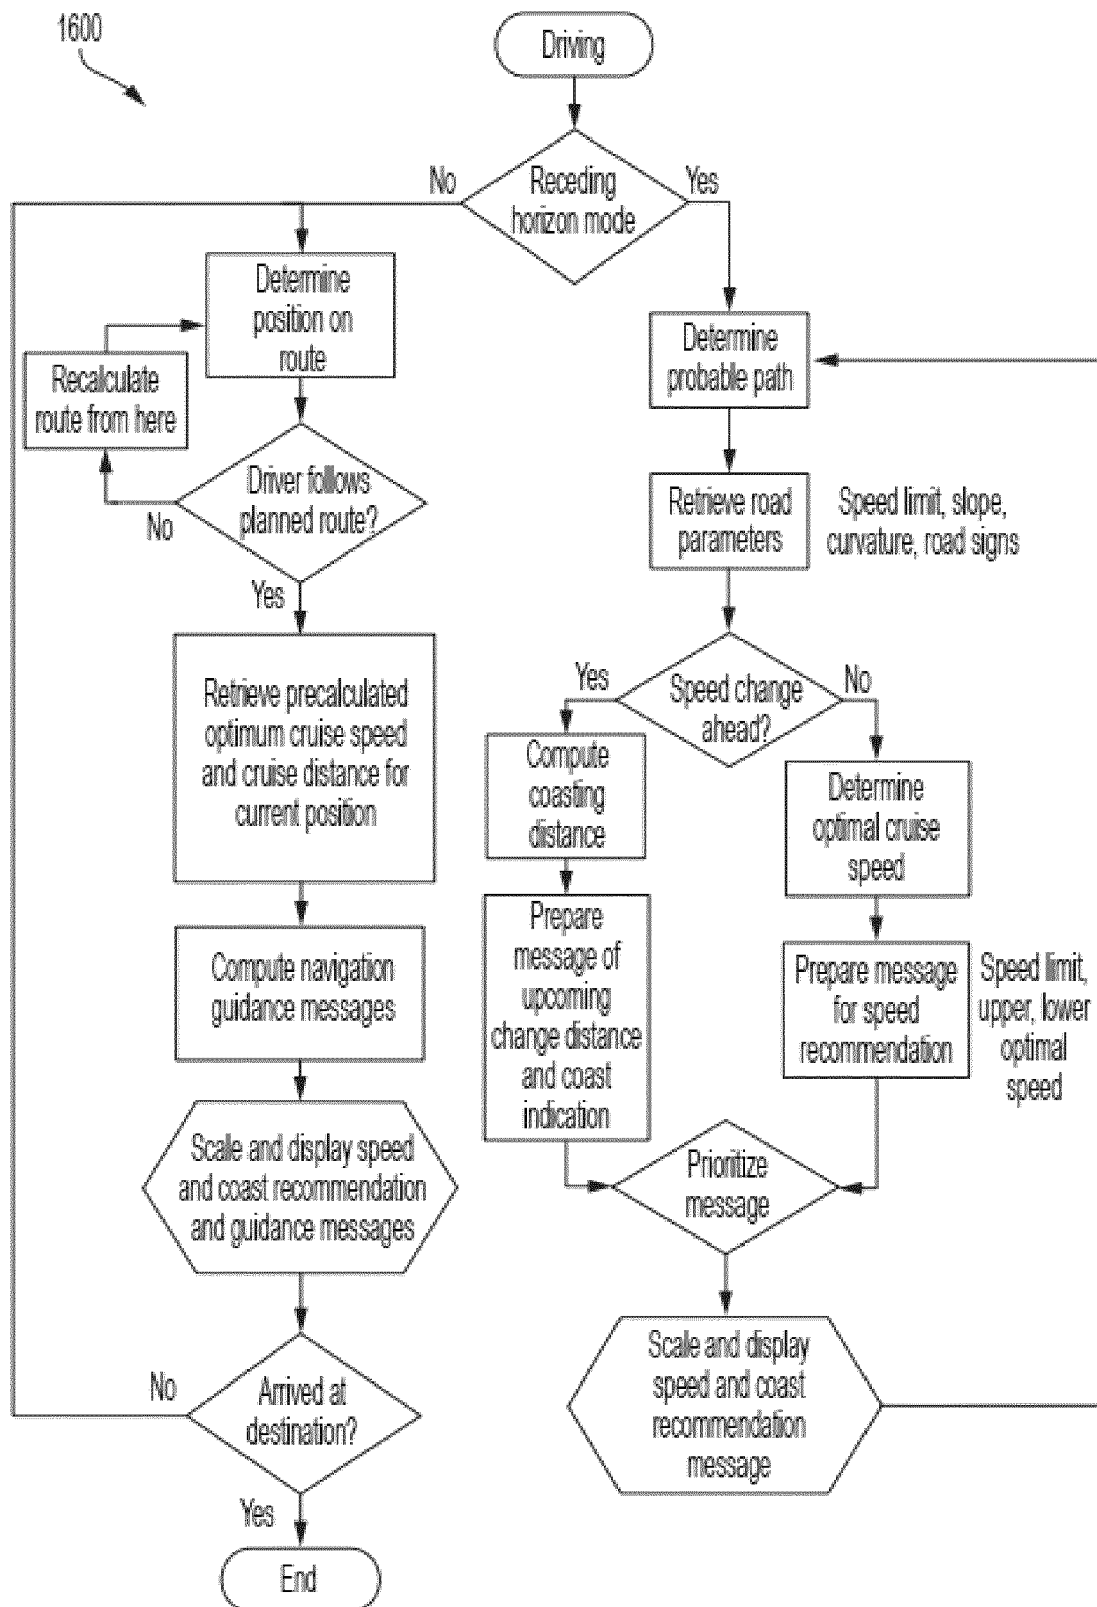 1600
Driving
No
Receding
horizon mode
Yes
Determine
position on
route
Recalculate
route from here
Driver follows
planned route?
No
Yes
Retrieve precalculated
optimum cruise speed
and cruise distance for
current position
Compute navigation
guidance messages
Scale and display speed
and coast recommendation
and guidance messages
No
Arrived at
destination?
Yes
End
Determine
probable path
Retrieve road
parameters
Speed limit, slope,
curvature, road signs
Yes
Speed change
ahead?
No
Compute
coasting
distance
Prepare
message of
upcoming
change distance
and coast
indication
Determine
optimal cruise
speed
Prepare message
for speed
recommendation
Speed limit,
upper, lower
optimal
speed
Prioritize
message
Scale and display
speed and coast
recommendation
message